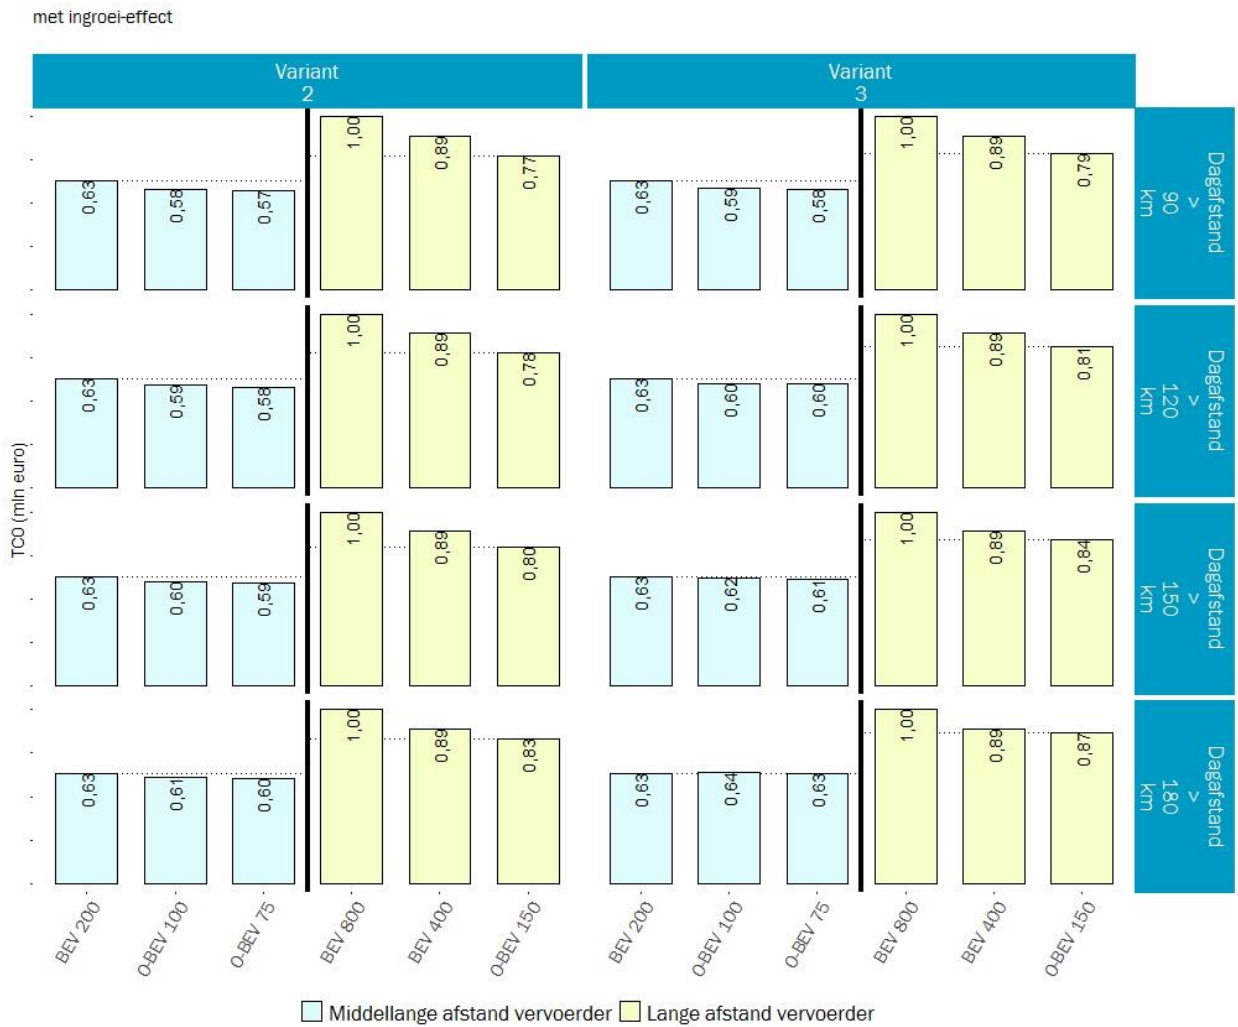 met ingroei-effect
Variant
2
Variant
3
1,00
0,89
0,77
0,63
0,58
0,57
1,00
0,89
0,79
0,63
0,59
0,58
Dagafstand
>
90
km
1,00
0,89
0,78
0,63
0,59
0,58
1,00
0,89
0,81
0,63
0,60
0,60
Dagafstand
>
120
km
TCO (mln euro)
1,00
0,89
0,80
0,63
0,60
0,59
1,00
0,89
0,84
0,63
0,62
0,61
Dagafstand
>
150
km
1,00
0,89
0,83
0,63
0,61
0,60
1,00
0,89
0,87
0,63
0,64
0,63
Dagafstand
>
180
km
BEV 200
O-BEV 100
O-BEV 75
BEV 800
BEV 400
O-BEV 150
BEV 200
O-BEV 100
O-BEV 75
BEV 800
BEV 400
O-BEV 150
Middellange afstand vervoerder Lange afstand vervoerder